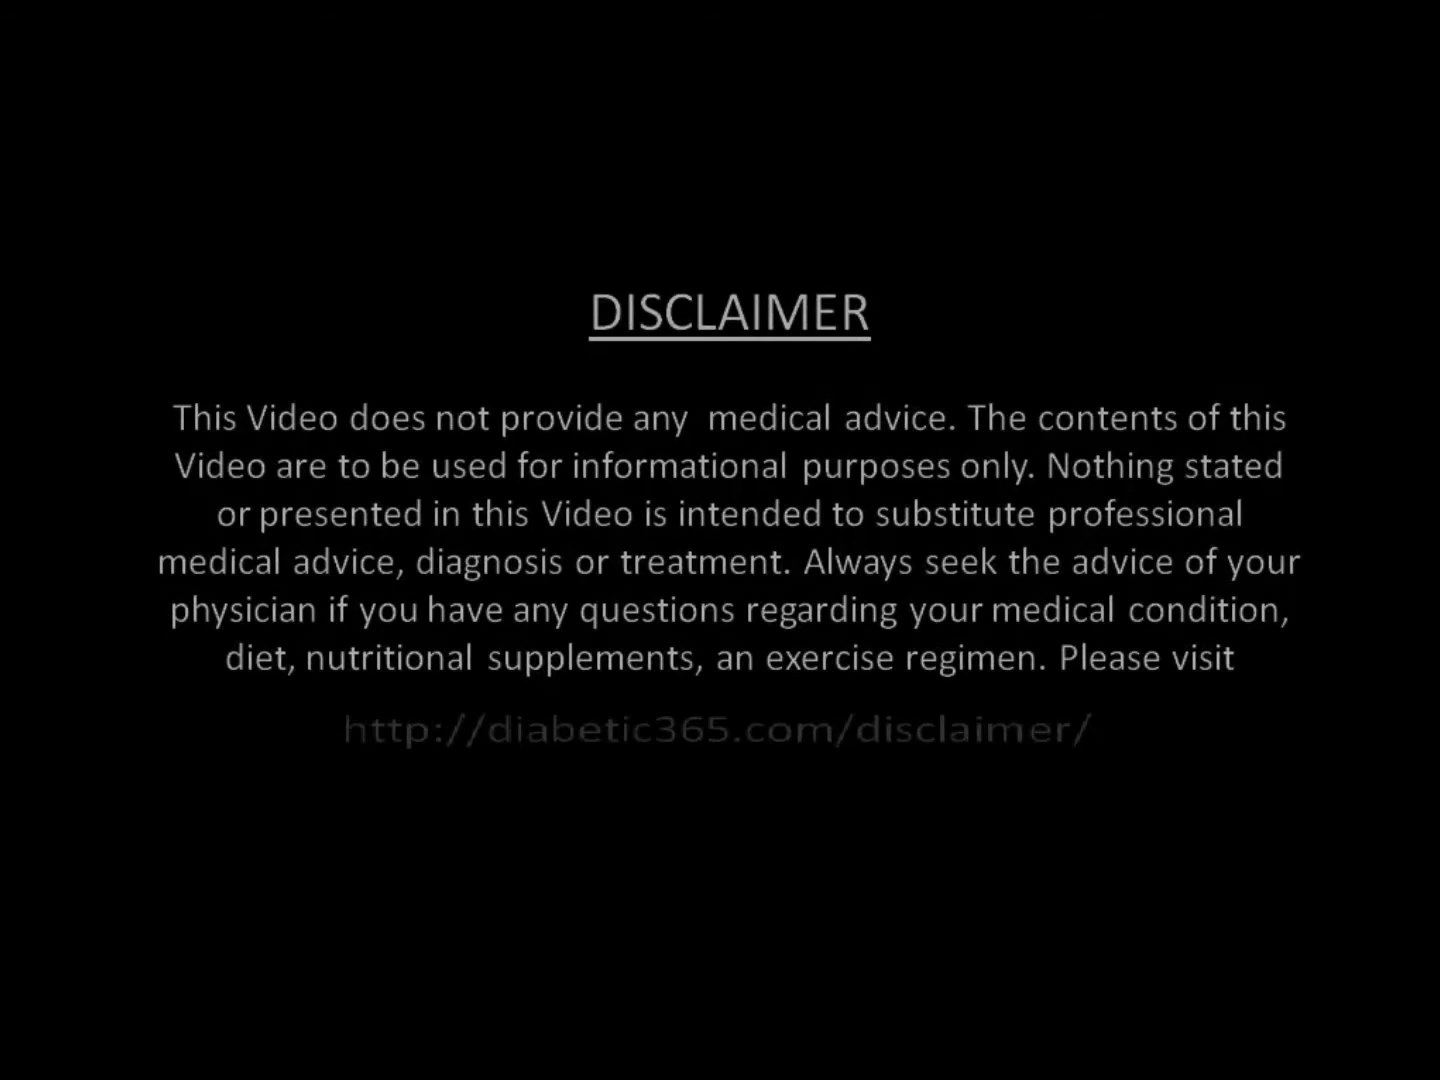 DISCLAIMER
This Video does not provide any medical advice. The contents of this
Video are to be used for informational purposes only. Nothing stated
or presented in this Video is intended to substitute professional
medical advice, diagnosis or treatment. Always seek the advice of your
physician if you have any questions regarding your medical condition,
diet, nutritional supplements, an exercise regimen. Please visit
http://diabetic365.com/disclaimer/